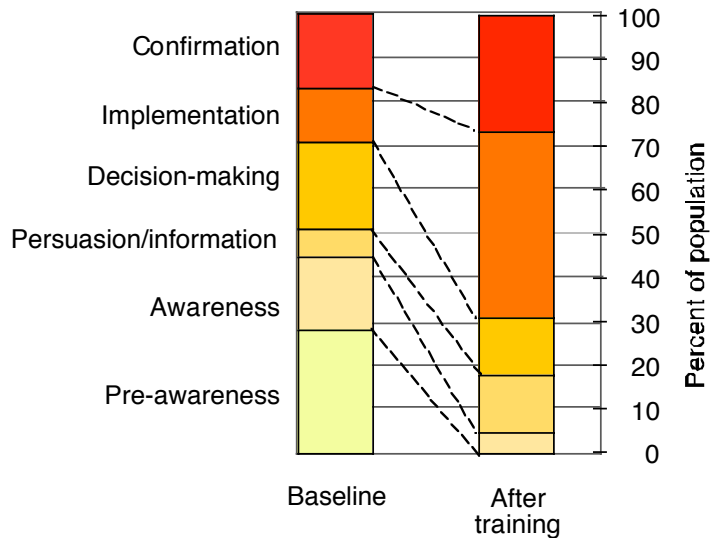 Confirmation
Implementation
Decision-making
Persuasion/information
Awareness
Pre-awareness
100
90
80
70
60
50
40
30
20
10
0
Percent of population
Baseline
After
training